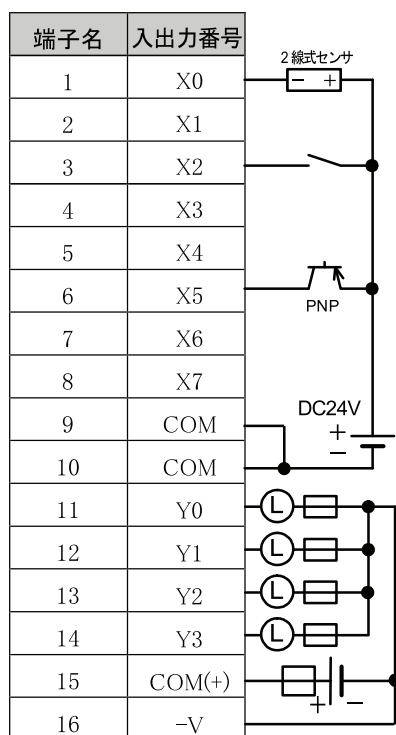 端子名 入出力番号
2線式センサ
1 X0 − +
2 X1
3 X2
4 X3
5 X4
6 X5
PNP
7 X6
8 X7
DC24V
9 COM +
−
10 COM
11 Y0 L
12 Y1 L
13 Y2 L
14 Y3 L
15 COM(+)
+ −
16 -V